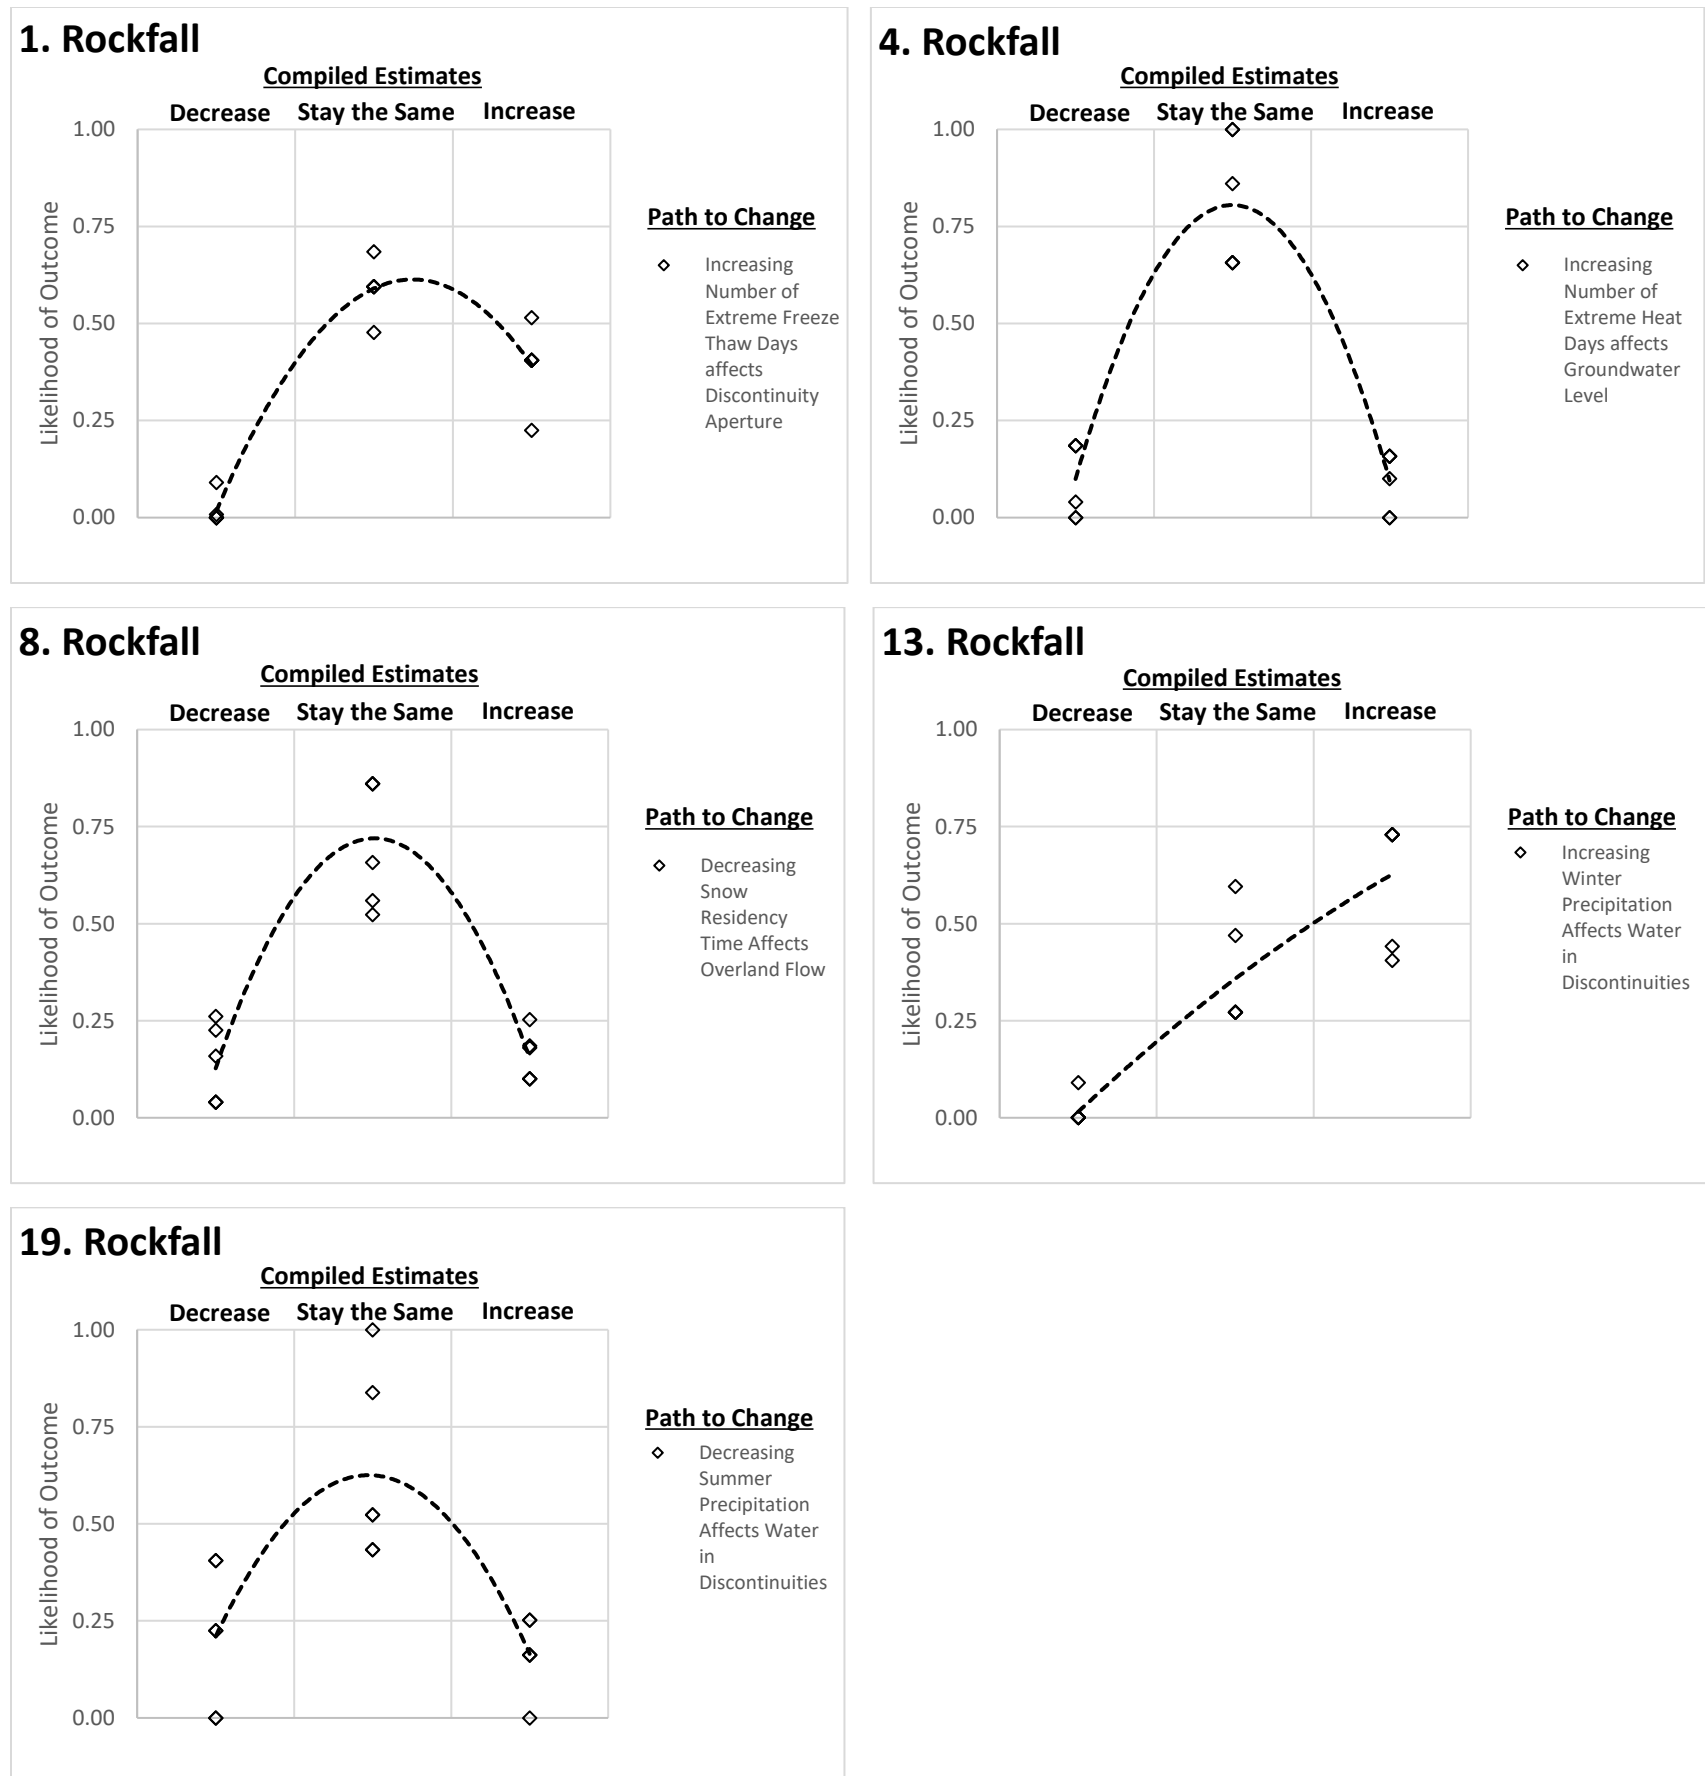 1. Rockfall
Compiled Estimates
Decrease Stay the Same Increase
1.00
0.75
0.50
0.25
0.00
Likelihood of Outcome
Path to Change
Increasing
Number of
Extreme Freeze
Thaw Days
affects
Discontinuity
Aperture
4. Rockfall
Compiled Estimates
Decrease Stay the Same Increase
1.00
0.75
0.50
0.25
0.00
Likelihood of Outcome
Path to Change
Increasing
Number of
Extreme Heat
Days affects
Groundwater
Level
8. Rockfall
Compiled Estimates
Decrease Stay the Same Increase
1.00
0.75
0.50
0.25
0.00
Likelihood of Outcome
Path to Change
Decreasing
Snow
Residency
Time Affects
Overland Flow
13. Rockfall
Compiled Estimates
Decrease Stay the Same Increase
1.00
0.75
0.50
0.25
0.00
Likelihood of Outcome
Path to Change
Increasing
Winter
Precipitation
Affects Water
in
Discontinuities
19. Rockfall
Compiled Estimates
Decrease Stay the Same Increase
1.00
0.75
0.50
0.25
0.00
Likelihood of Outcome
Path to Change
Decreasing
Summer
Precipitation
Affects Water
in
Discontinuities